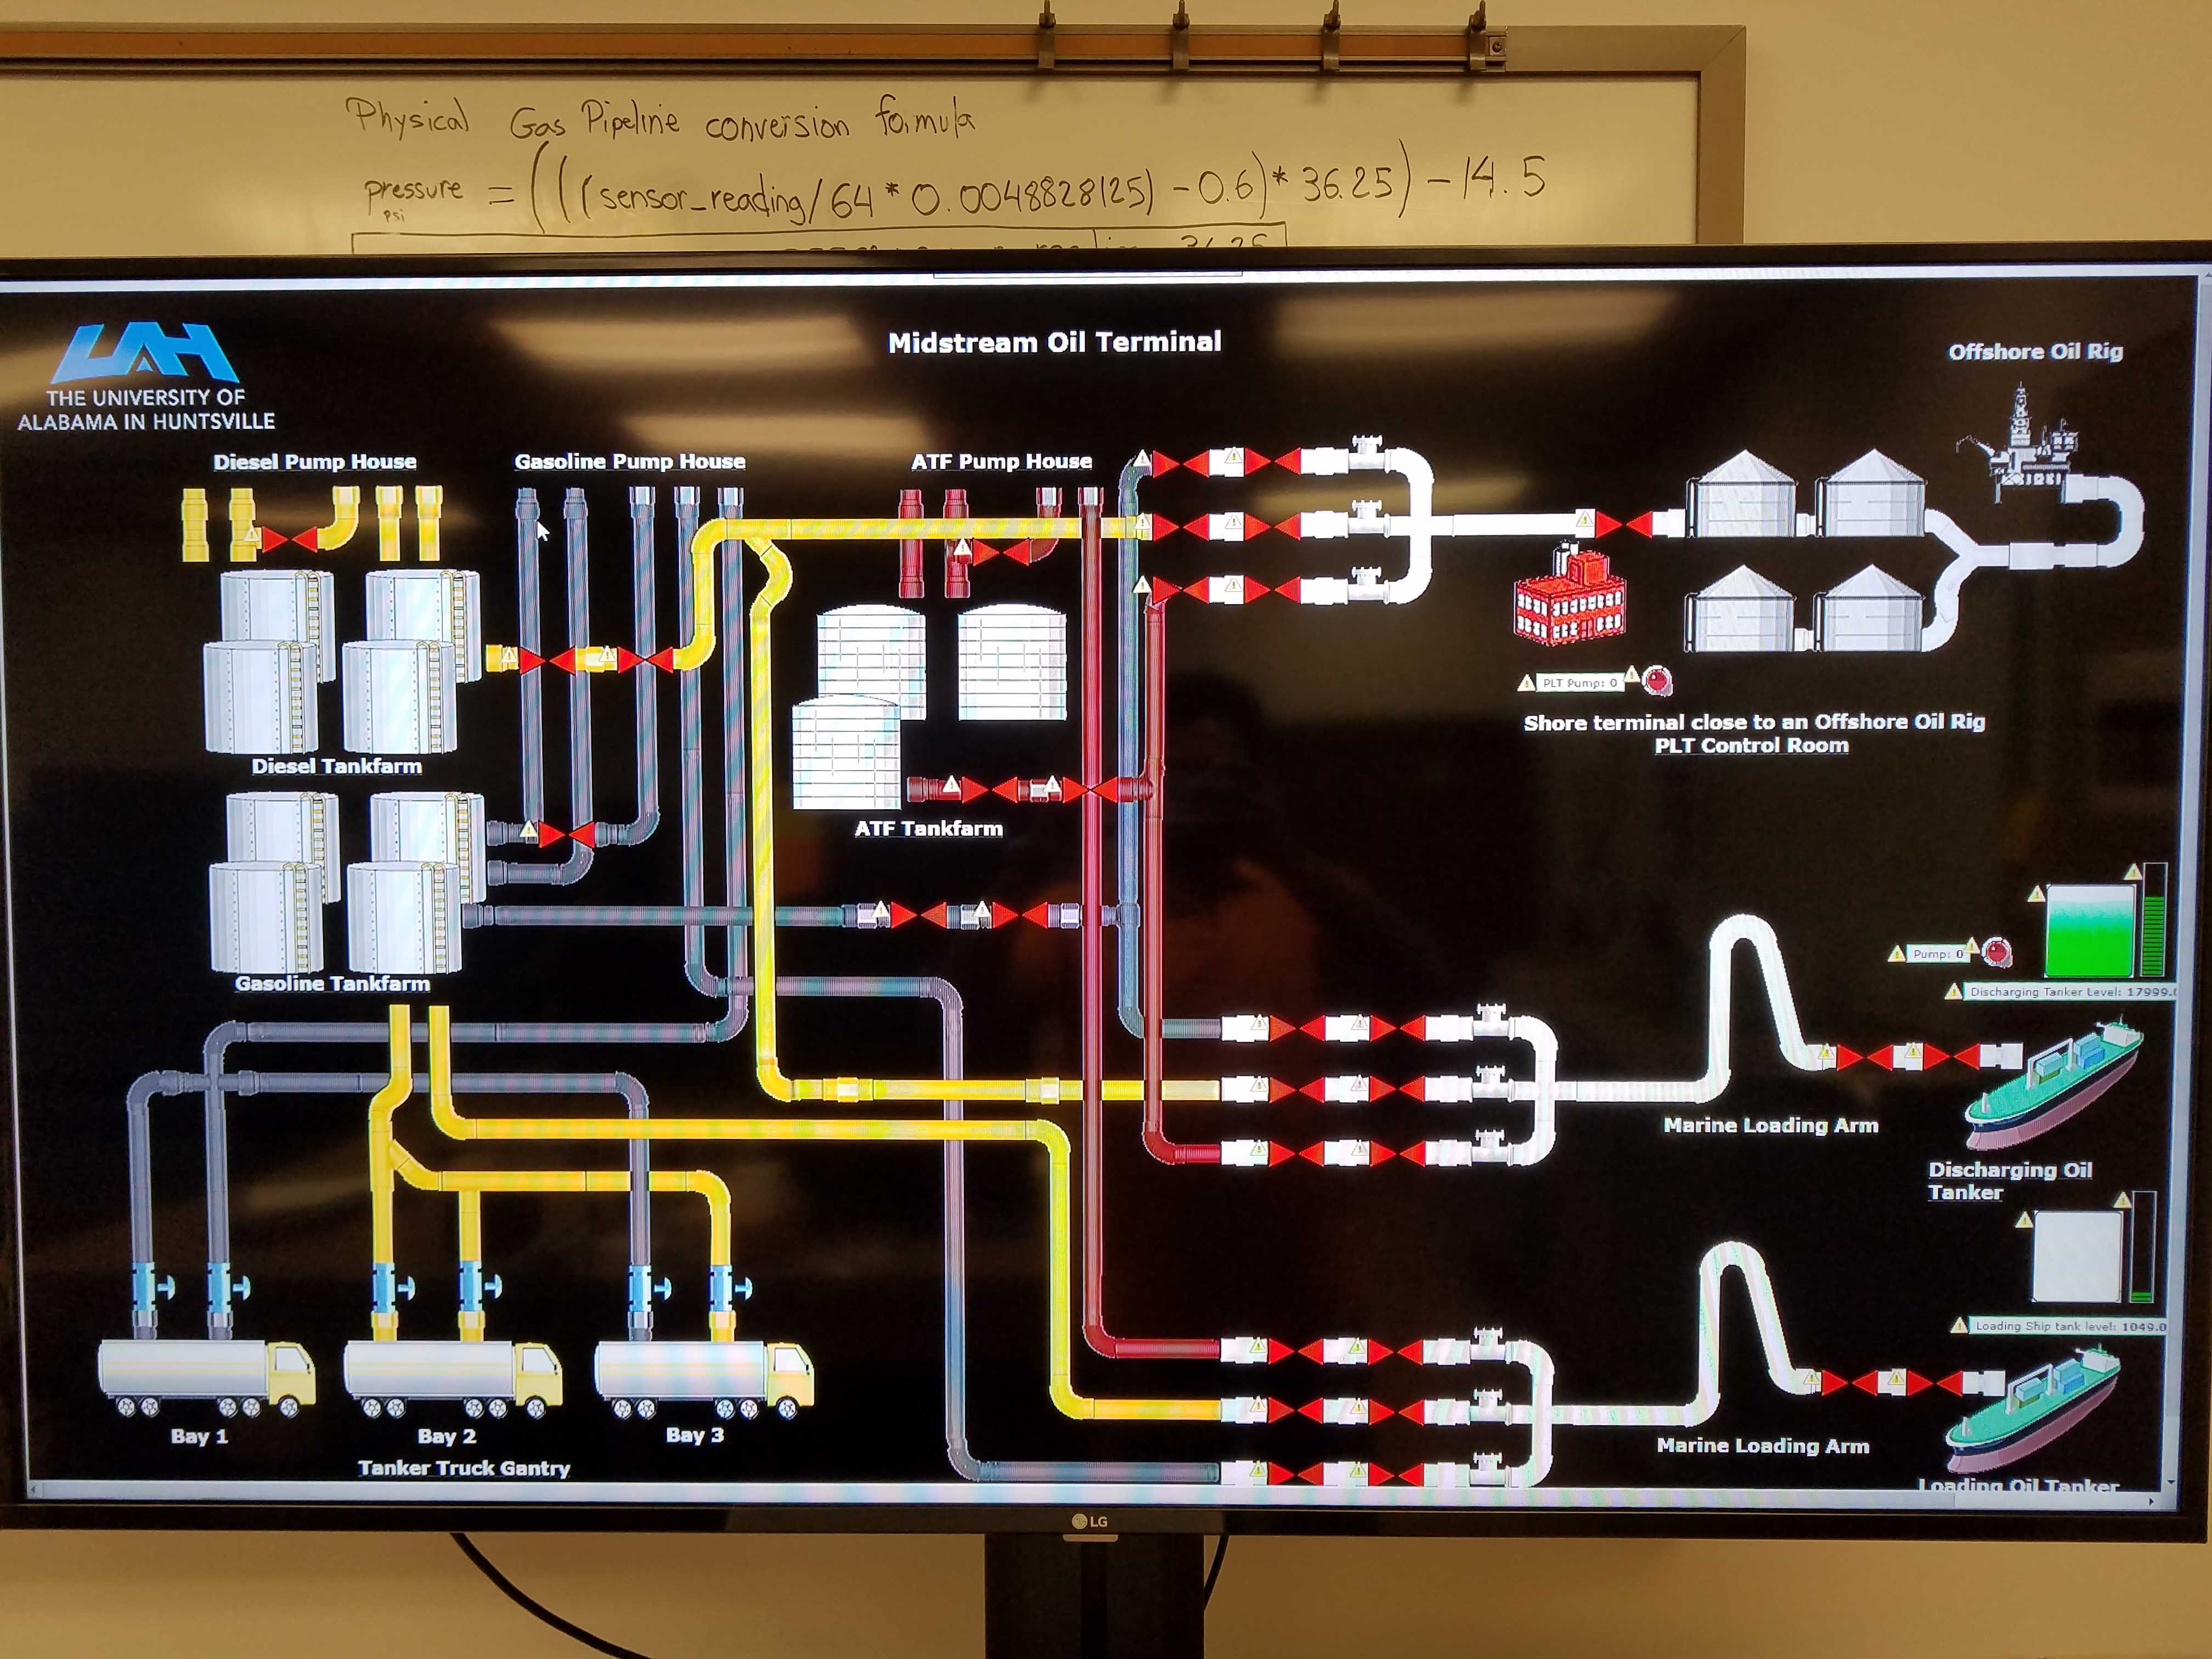 Physical Gas Pipeline conversion formula
pressure = (((sensor_reading/64 * 0.0048828125) - 0.6) * 36.25) - 14.5
psi
Midstream Oil Terminal
Offshore Oil Rig
UAH
THE UNIVERSITY OF
ALABAMA IN HUNTSVILLE
Diesel Pump House
Gasoline Pump House
ATF Pump House
PLT Pump: 0
Shore terminal close to an Offshore Oil Rig
PLT Control Room
Diesel Tankfarm
ATF Tankfarm
Gasoline Tankfarm
Pump: 0
Discharging Tanker Level: 17999.
Marine Loading Arm
Discharging Oil
Tanker
Loading Ship tank level: 1049.0
Bay 1
Bay 2
Bay 3
Marine Loading Arm
Tanker Truck Gantry
Loading Oil Tanker
LG